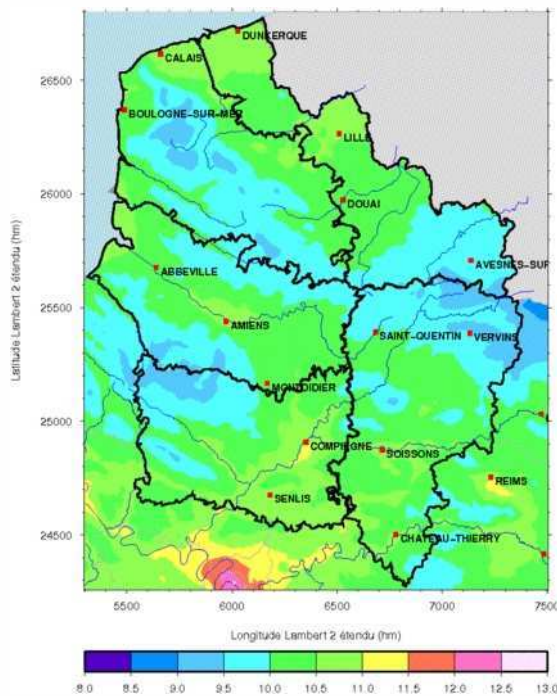 DUNKERQUE
CALAIS
26500
BOULOGNE-SUR-MER
LILLE
26000
DOUAI
AVESNES-SUR
ABBEVILLE
25500
AMIENS
SAINT-QUENTIN
VERVINS
MONTDIDIER
25000
COMPIEGNE
SOISSONS
REIMS
SENLIS
24500
CHATEAU-THIERRY
Latitude Lambert 2 étendu (hm)
5500 6000 6500 7000 7500
Longitude Lambert 2 étendu (hm)
8.0 8.5 9.0 9.5 10.0 10.5 11.0 11.5 12.0 12.5 13.0